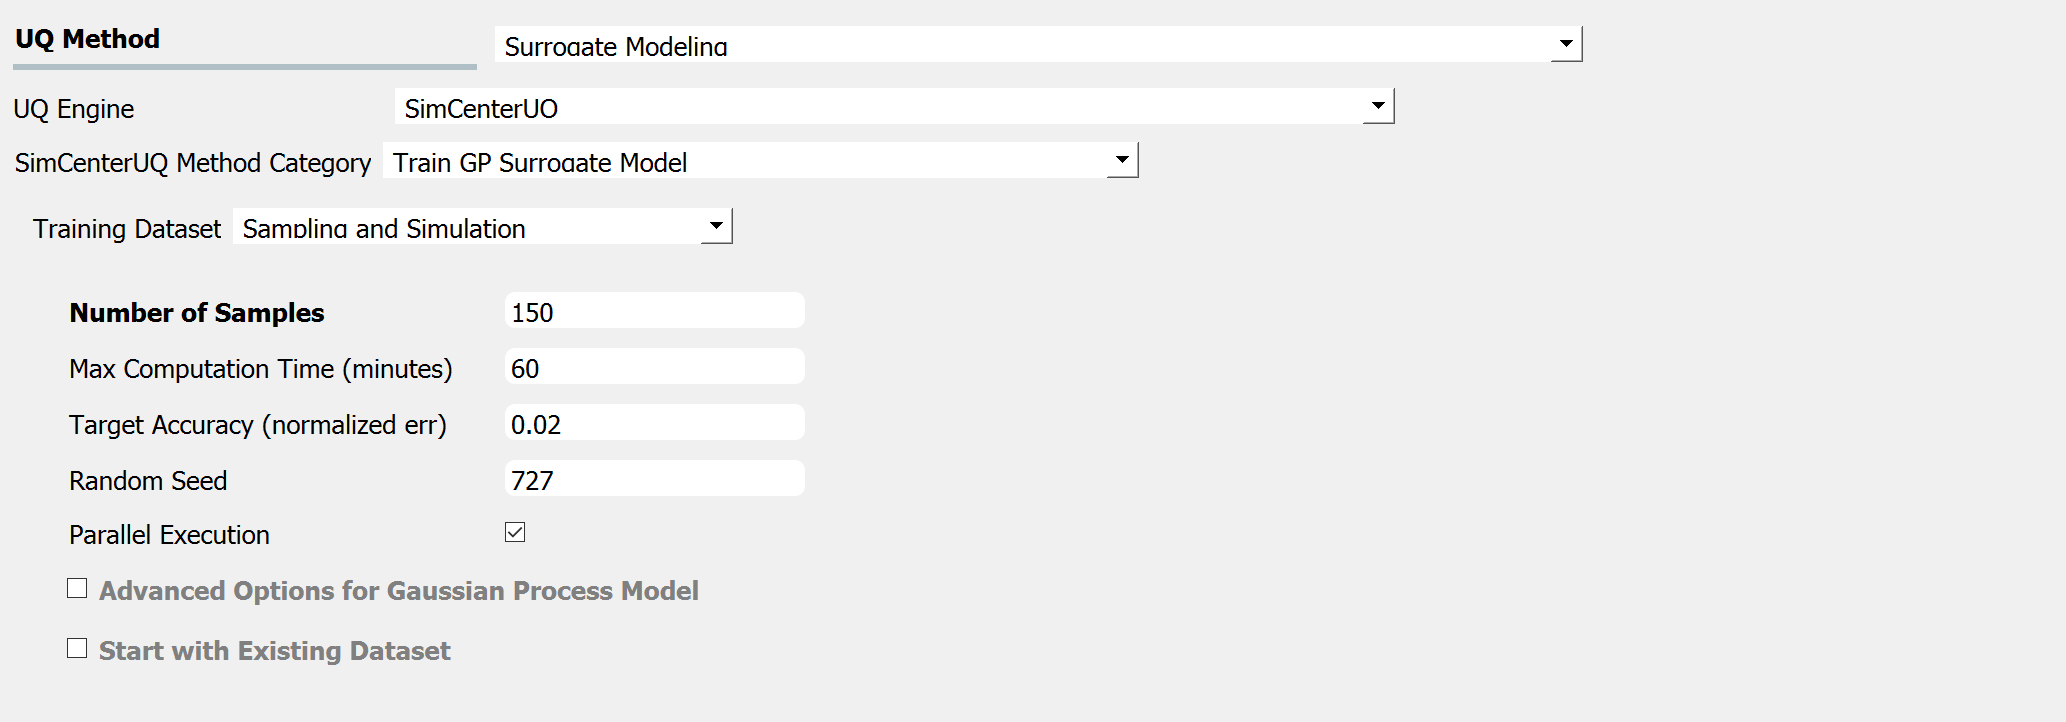 UQ Method Surrogate Modeling
UQ Engine SimCenterUQ
SimCenterUQ Method Category Train GP Surrogate Model
Training Dataset Sampling and Simulation
Number of Samples 150
Max Computation Time (minutes) 60
Target Accuracy (normalized err) 0.02
Random Seed 727
Parallel Execution
Advanced Options for Gaussian Process Model
Start with Existing Dataset